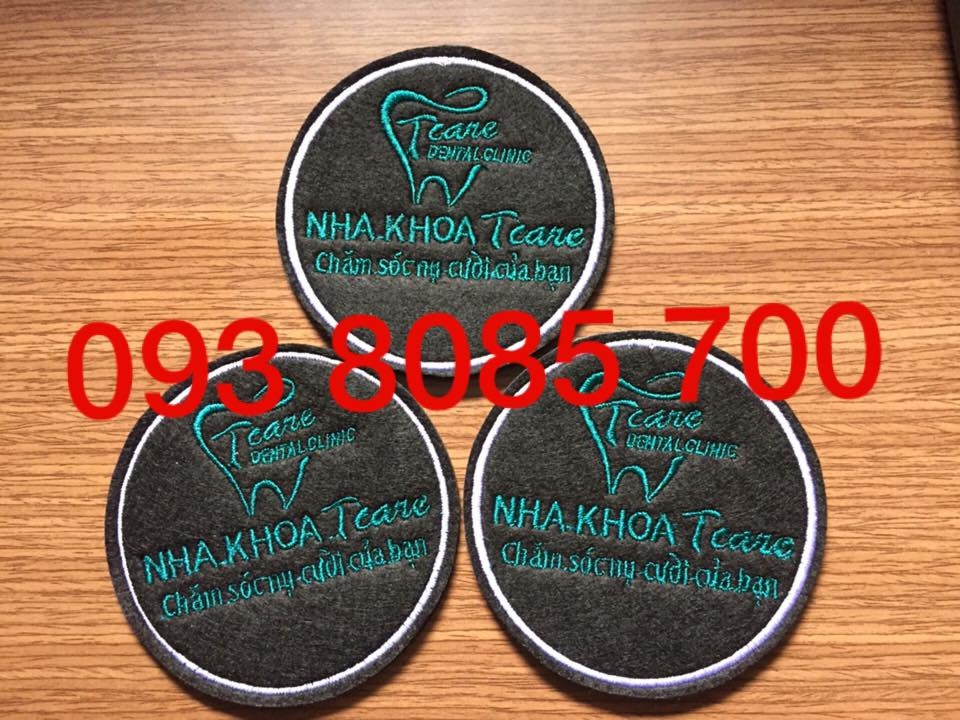 Tcare
DENTAL CLINIC
NHA KHOA Tcare
Chăm sóc nụ cười của bạn
093 8085 700
Tcare
DENTAL CLINIC
NHA KHOA Tcare
Chăm sóc nụ cười của bạn
Tcare
DENTAL CLINIC
NHA KHOA Tcare
Chăm sóc nụ cười của bạn